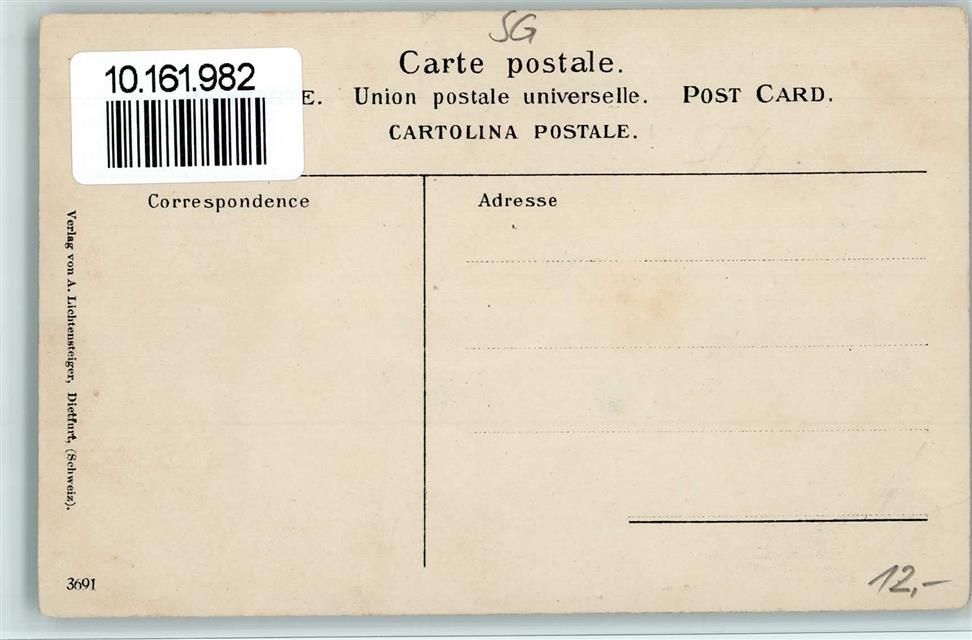 SG
Carte postale.
10.161.982
E. Union postale universelle. POST CARD.
CARTOLINA POSTALE.
Correspondence
Adresse
Verlag von A. Lichtensteiger, Dietfurt, (Schweiz).
3691
12,-